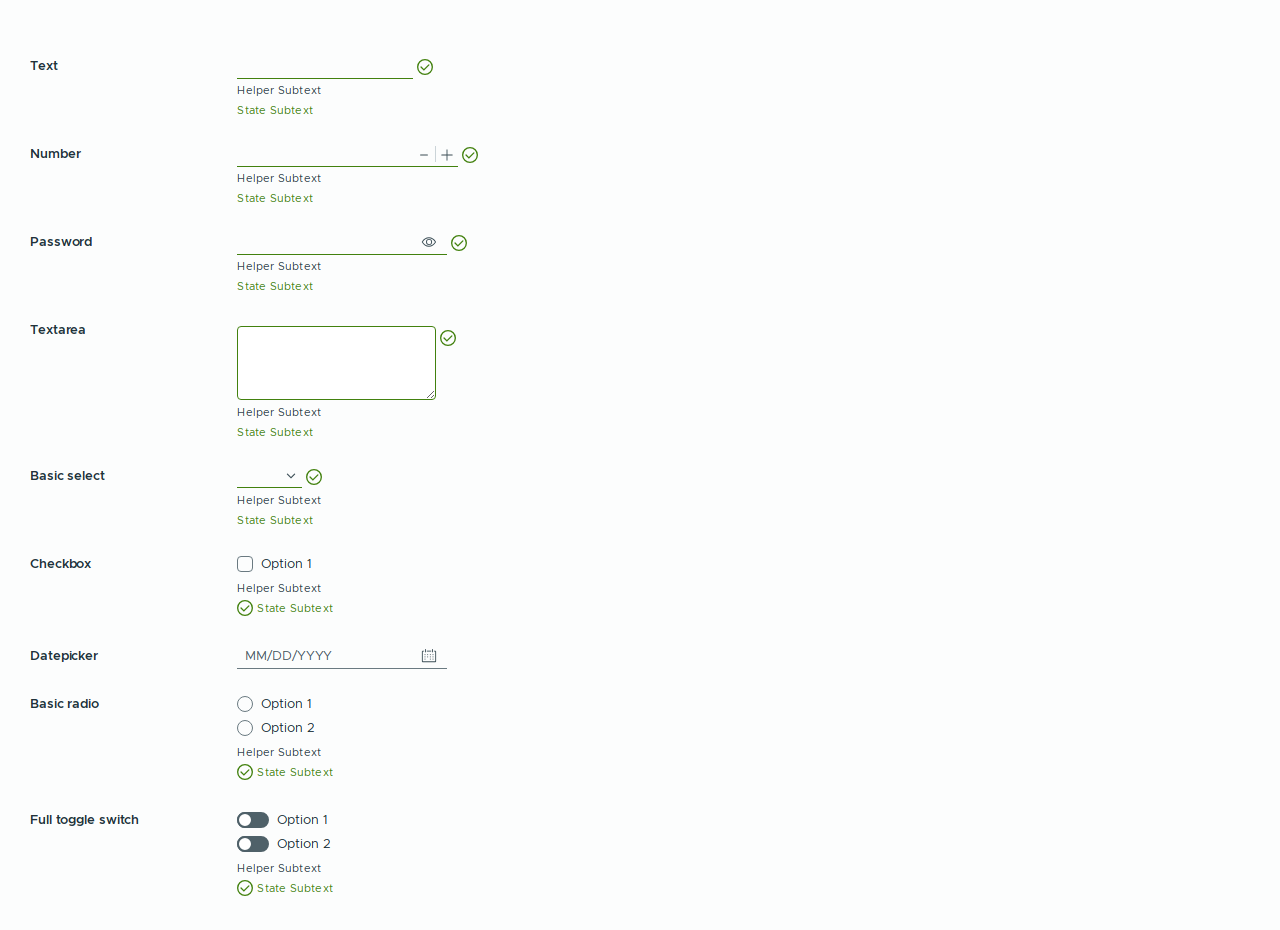 Text
Helper Subtext
State Subtext
Number
Helper Subtext
State Subtext
Password
Helper Subtext
State Subtext
Textarea
Helper Subtext
State Subtext
Basic select
Helper Subtext
State Subtext
Checkbox
Option 1
Helper Subtext
State Subtext
Datepicker
MM/DD/YYYY
Basic radio
Option 1
Option 2
Helper Subtext
State Subtext
Full toggle switch
Option 1
Option 2
Helper Subtext
State Subtext